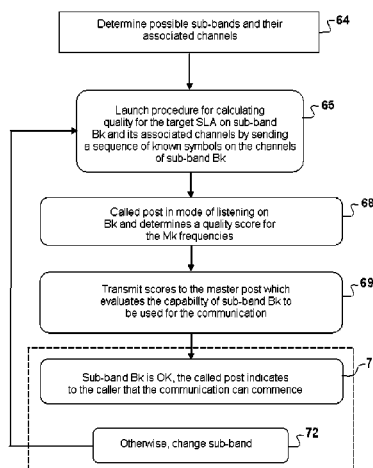 Determine possible sub-bands and their
associated channels
64
Launch procedure for calculating
quality for the target SLA on sub-band
Bk and its associated channels by sending
a sequence of known symbols on the channels
of sub-band Bk
65
Called post in mode of listening on
Bk and determines a quality score for
the Mk frequencies
68
Transmit scores to the master post which
evaluates the capability of sub-band Bk to
be used for the communication
69
Sub-band Bk is OK, the called post indicates
to the caller that the communication can commence
7
Otherwise, change sub-band
72